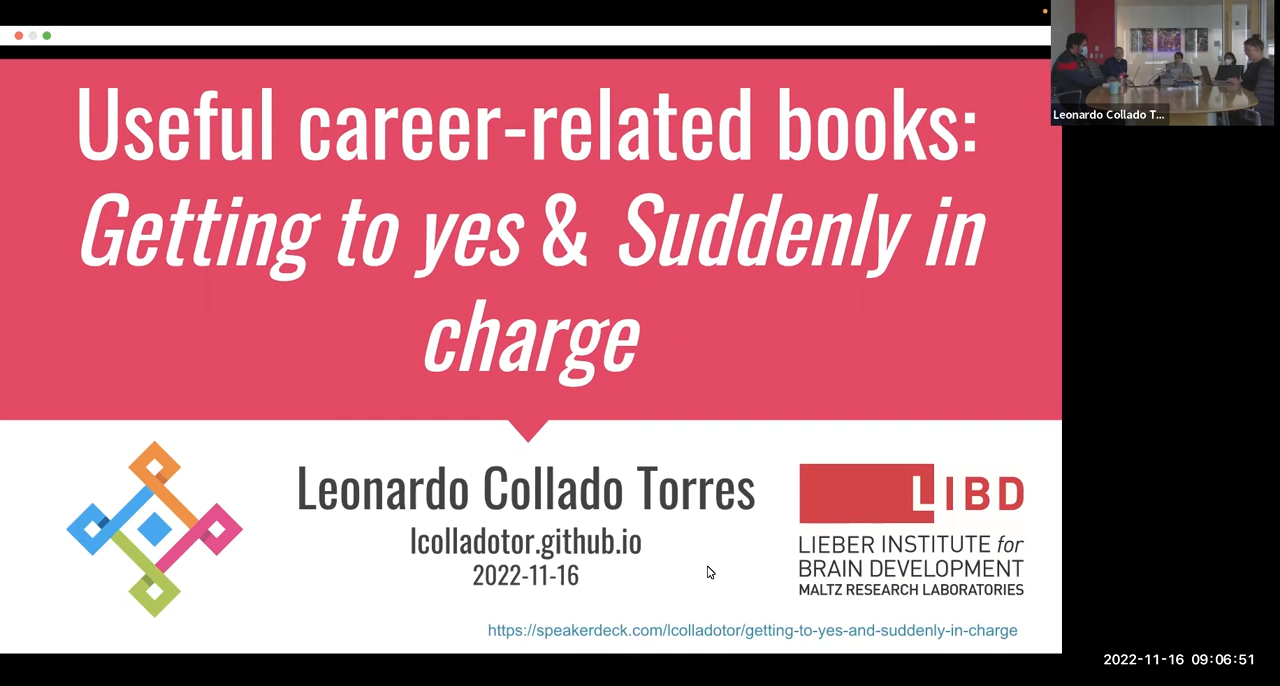 Useful career-related books:
Getting to yes & Suddenly in
charge
Leonardo Collado Torres
lcolladotor.github.io
2022-11-16
https://speakerdeck.com/lcolladotor/getting-to-yes-and-suddenly-in-charge
LIBD
LIEBER INSTITUTE for
BRAIN DEVELOPMENT
MALTZ RESEARCH LABORATORIES
Leonardo Collado T...
2022-11-16 09:06:51